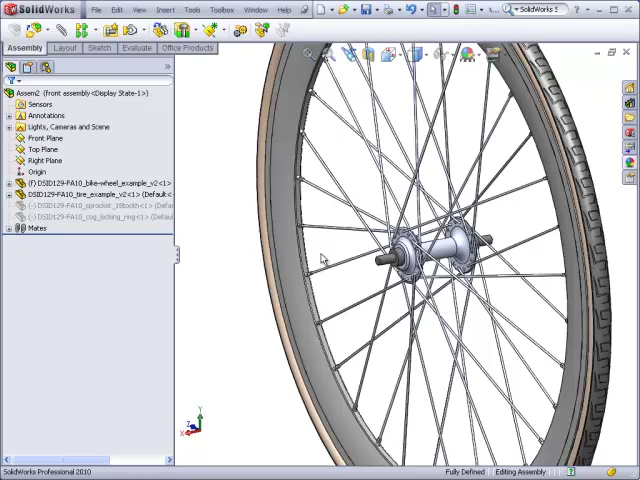 SolidWorks File Edit View Insert Tools Toolbox Window Help SolidWorks S
Assembly Layout Sketch Evaluate Office Products
Assem2 (front assembly<Display State-1>)
Sensors
Annotations
Lights, Cameras and Scene
Front Plane
Top Plane
Right Plane
Origin
(f) DSID129-FA10_bike-wheel_example_v2<1> (
DSID129-FA10_tire_example_v2<1> (Default<
(-) DSID129-FA10_sprocket_18tooth<1> (Defau
(-) DSID129-FA10_cog_locking_ring<1> (Defau
Mates
Y
Z
X
SolidWorks Professional 2010 Fully Defined Editing Assembly